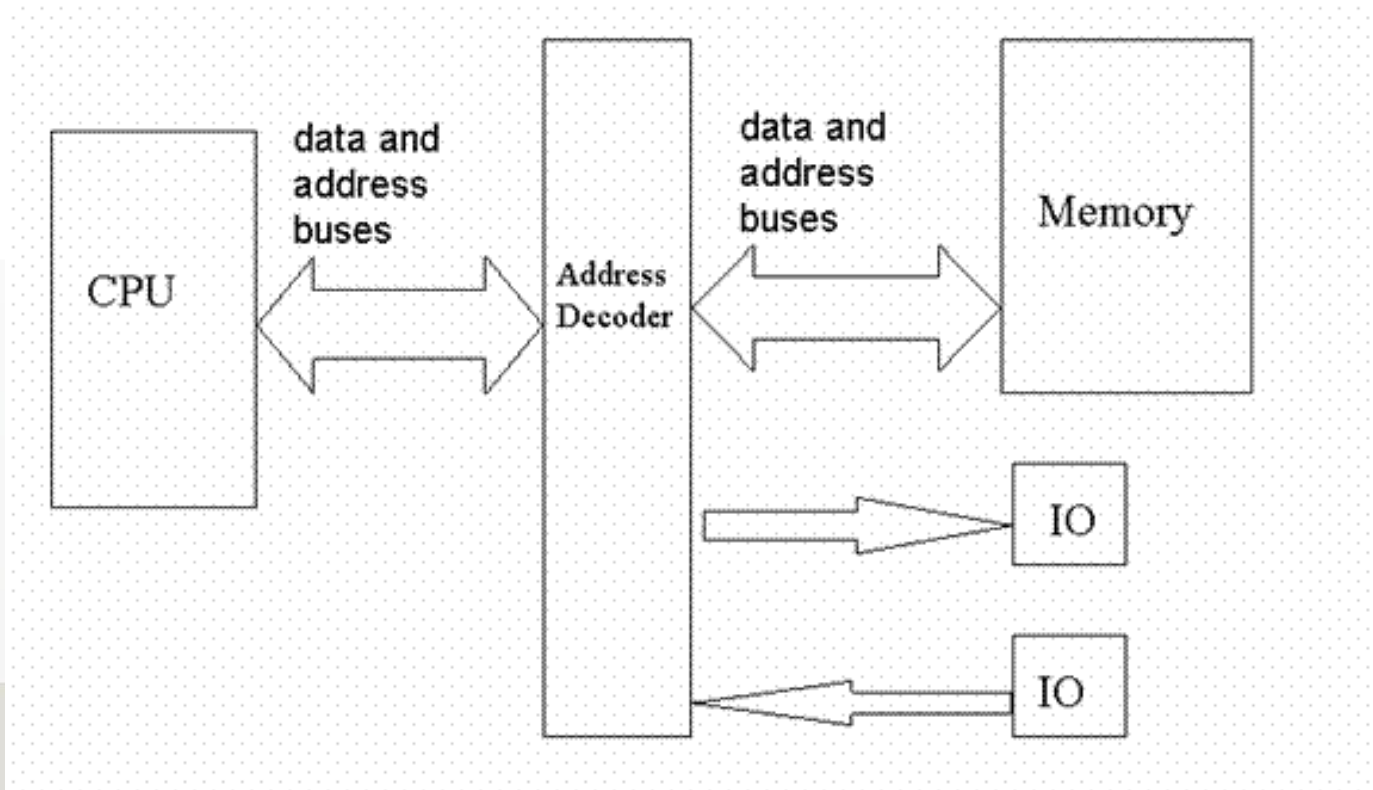 CPU
data and
address
buses
Address
Decoder
data and
address
buses
Memory
IO
IO